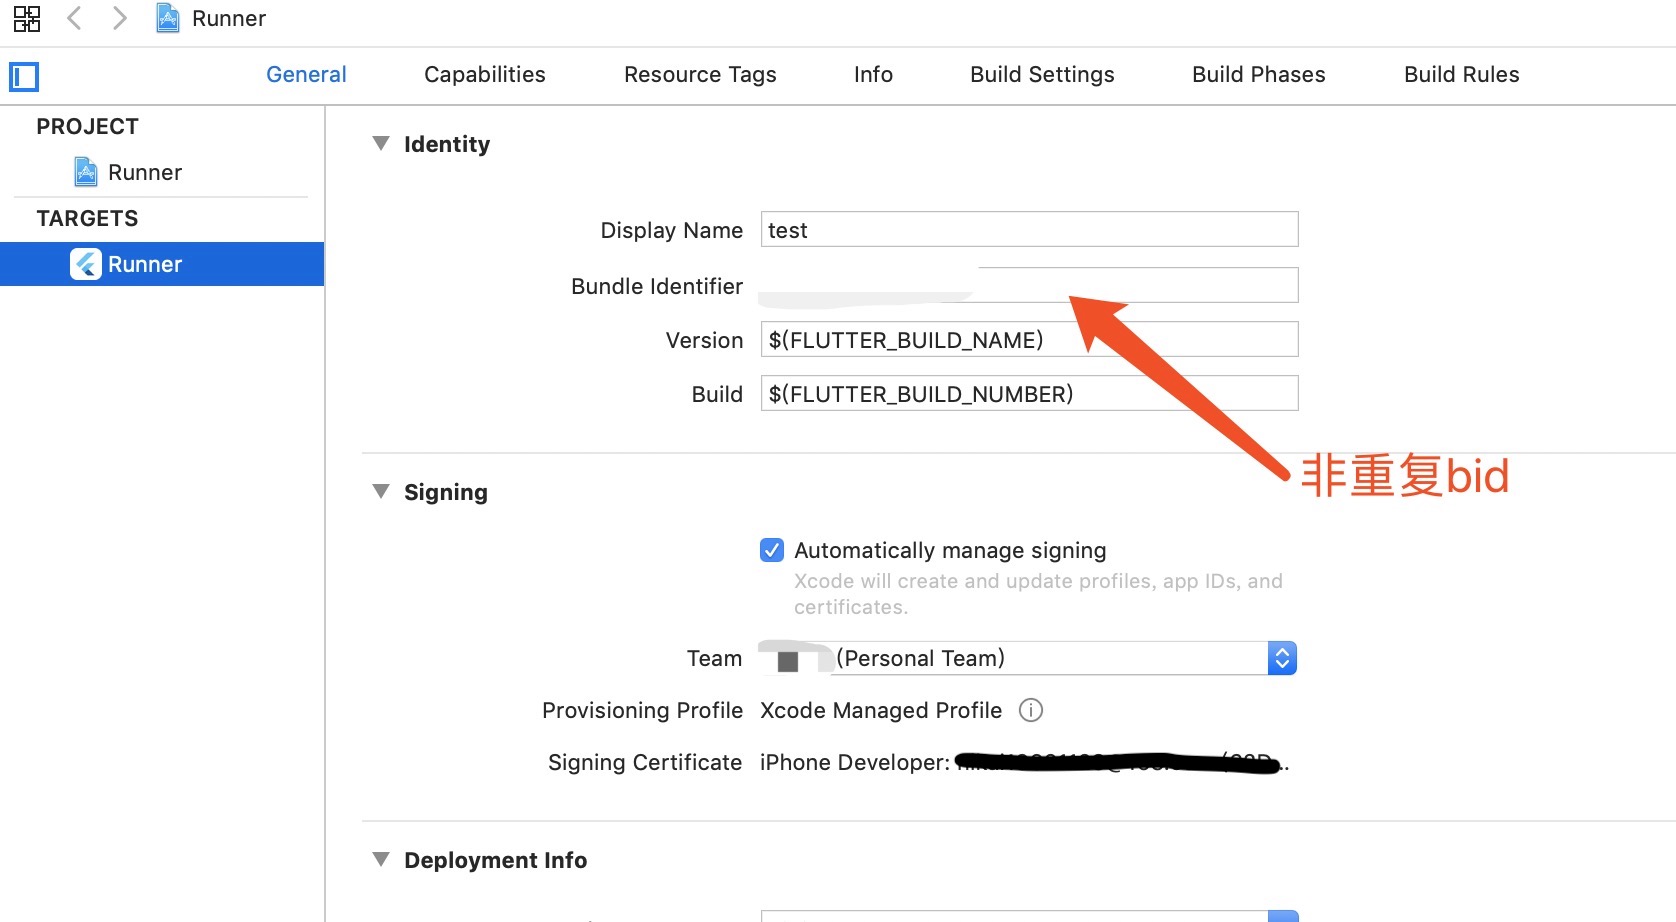 Runner
General Capabilities Resource Tags Info Build Settings Build Phases Build Rules
PROJECT
Runner
TARGETS
Runner
Identity
Display Name test
Bundle Identifier
Version $(FLUTTER_BUILD_NAME)
Build $(FLUTTER_BUILD_NUMBER)
非重复bid
Signing
Automatically manage signing
Xcode will create and update profiles, app IDs, and
certificates.
Team (Personal Team)
Provisioning Profile Xcode Managed Profile
Signing Certificate iPhone Developer:
Deployment Info